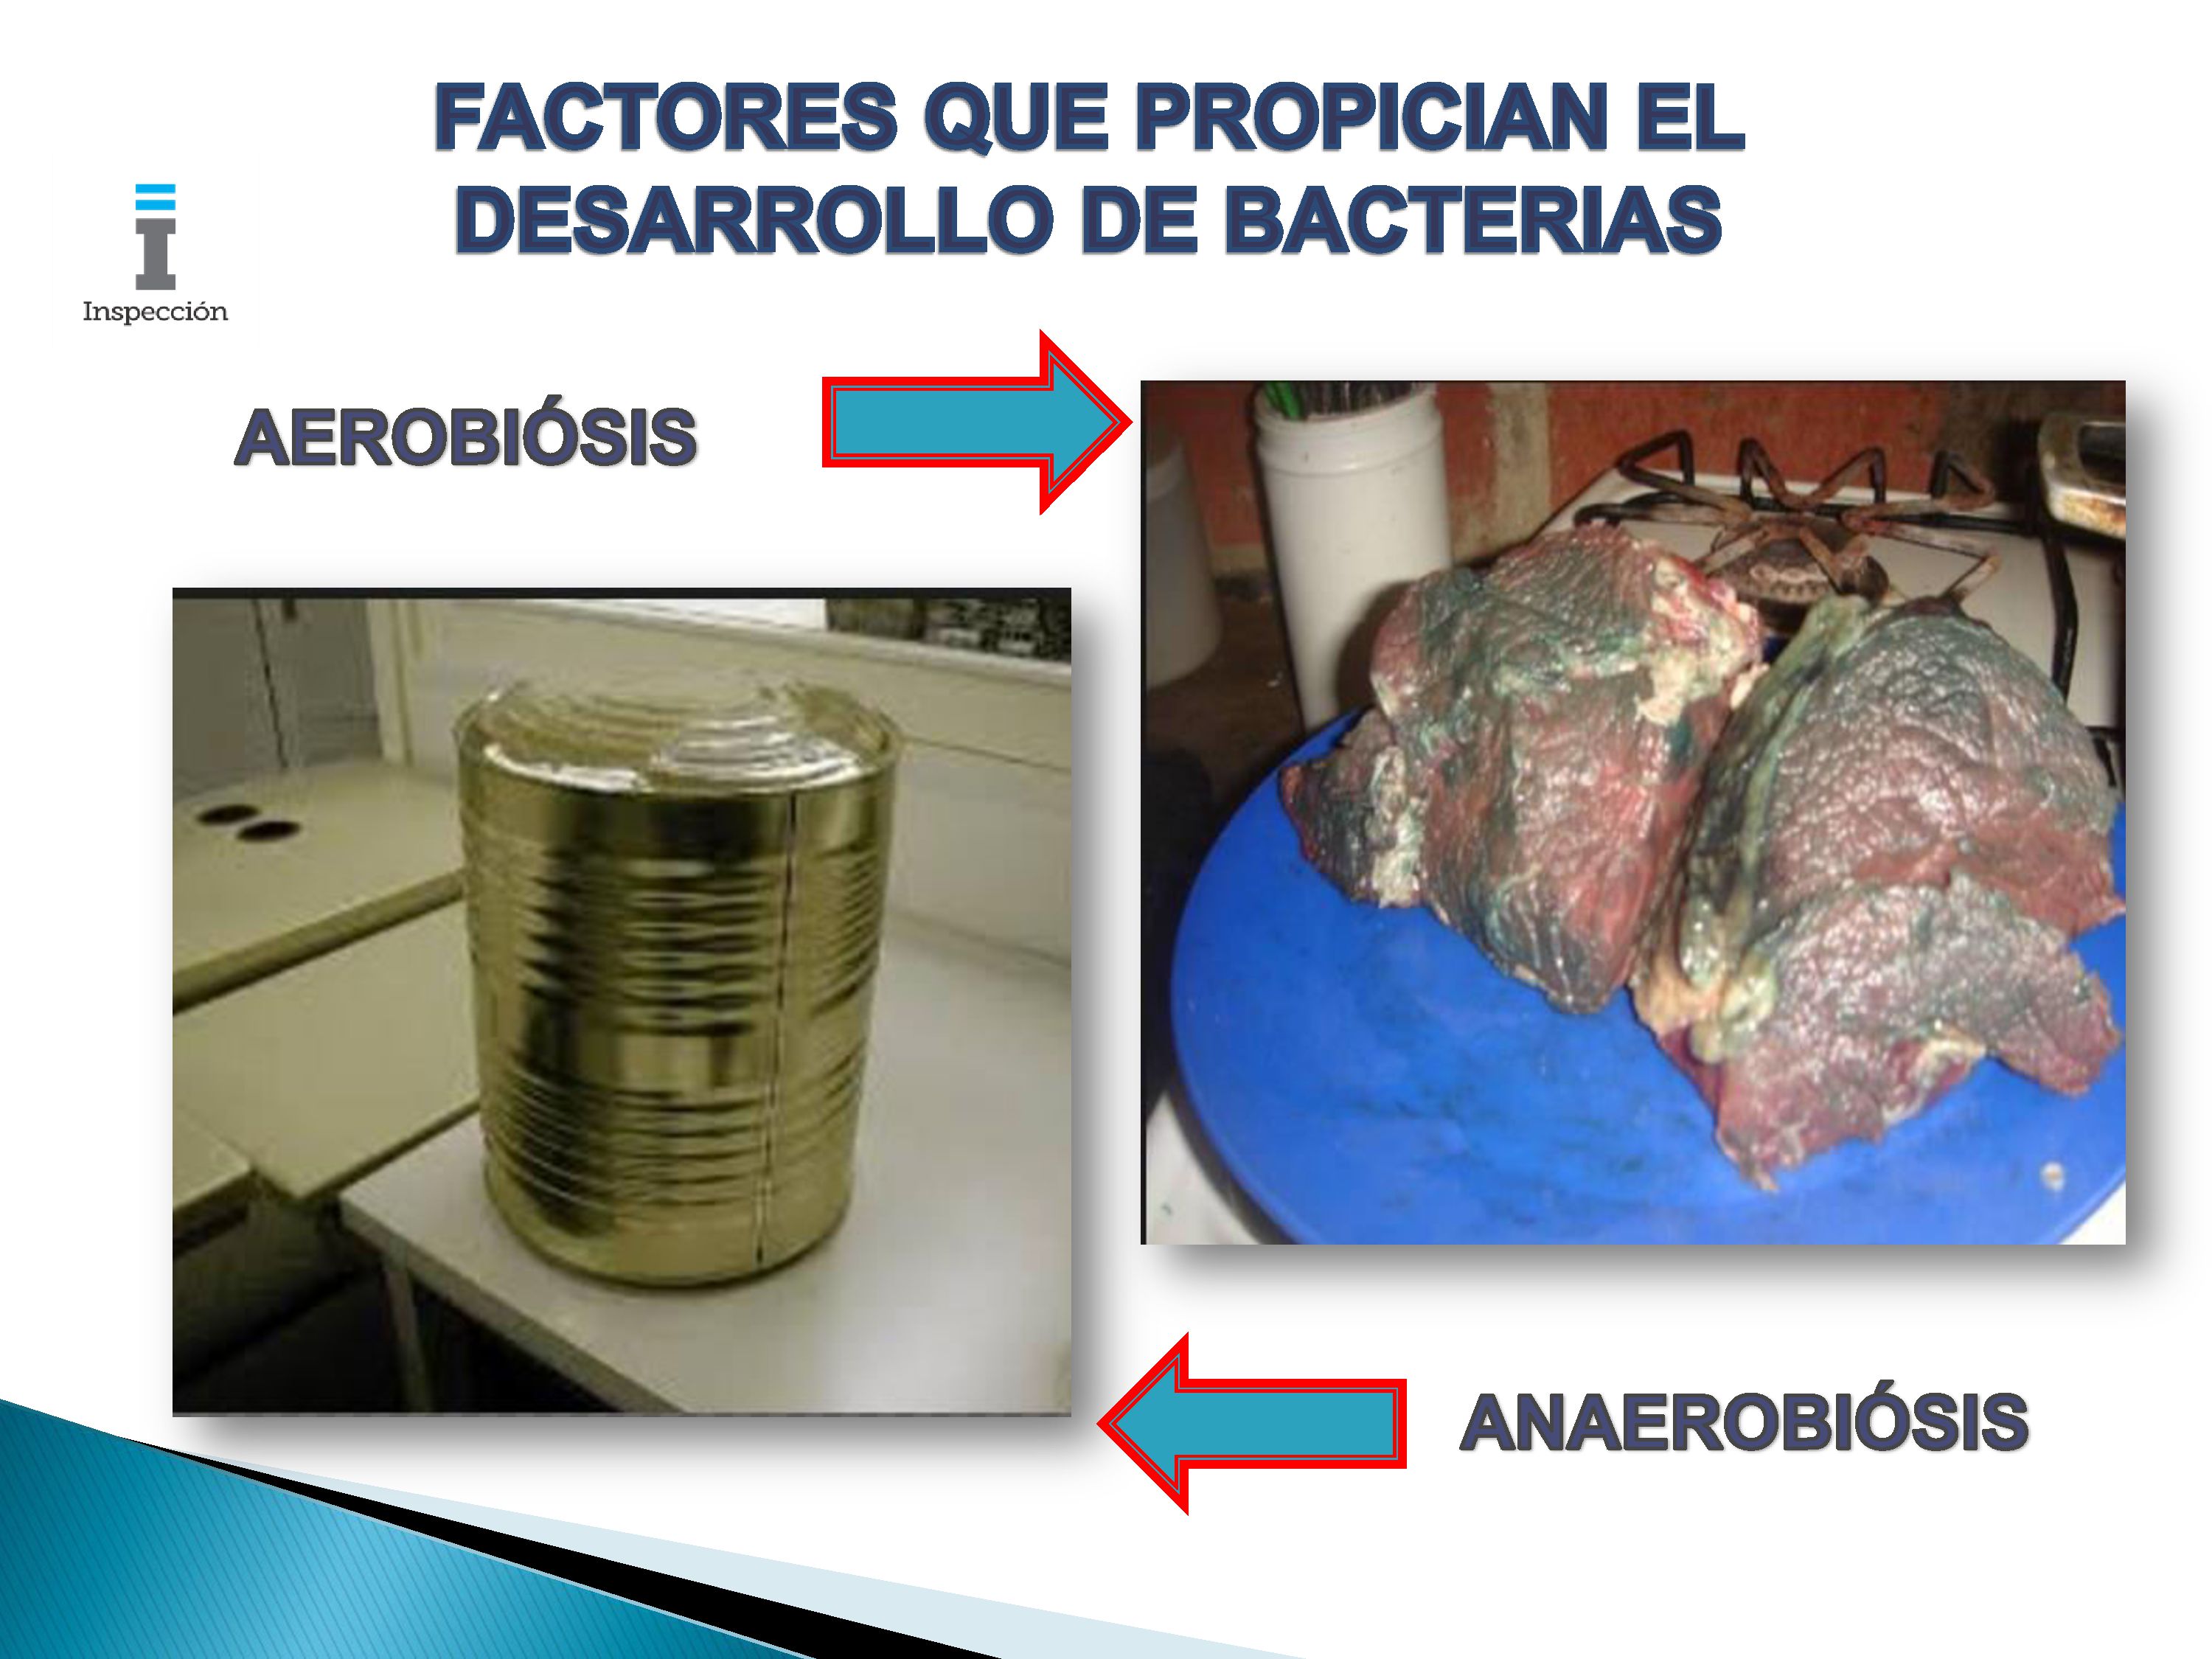 FACTORES QUE PROPICIAN EL
DESARROLLO DE BACTERIAS
Inspección
AEROBIÓSIS
ANAEROBIÓSIS